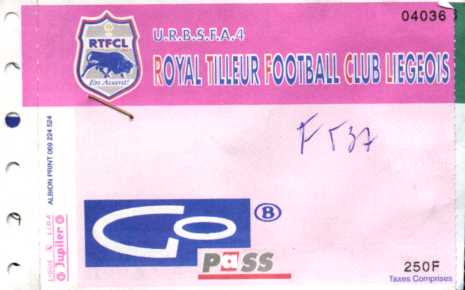 04036
RTFCL
En Avant!
U.R.B.S.F.A.4
ROYAL TILLEUR FOOTBALL CLUB LIEGEOIS
F 537
ALBION PRINT 069 224 524
Jupiler
Go B
PASS
250F
Taxes Comprises